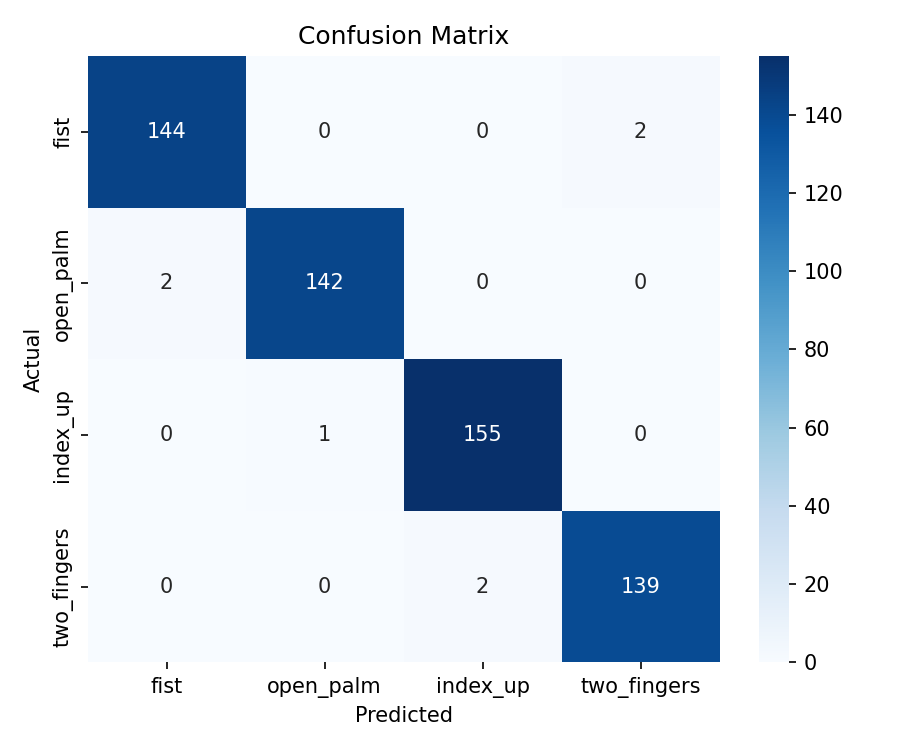 Confusion Matrix
Actual
fist 144 0 0 2
open_palm 2 142 0 0
index_up 0 1 155 0
two_fingers 0 0 2 139
fist open_palm index_up two_fingers
Predicted
140
120
100
80
60
40
20
0